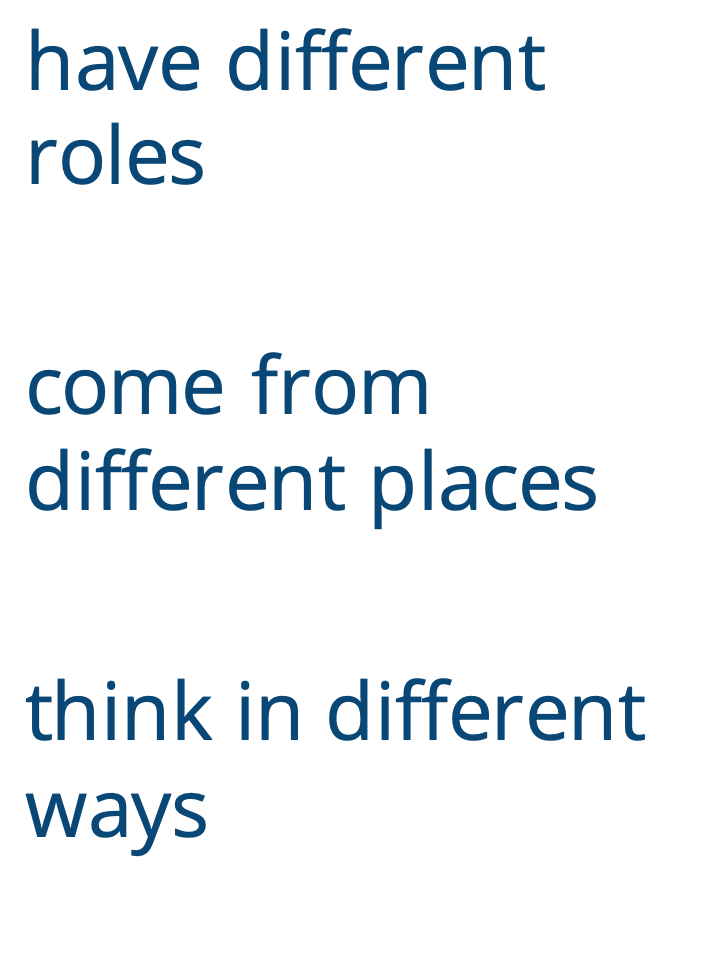 have different
roles
come from
different places
think in different
ways